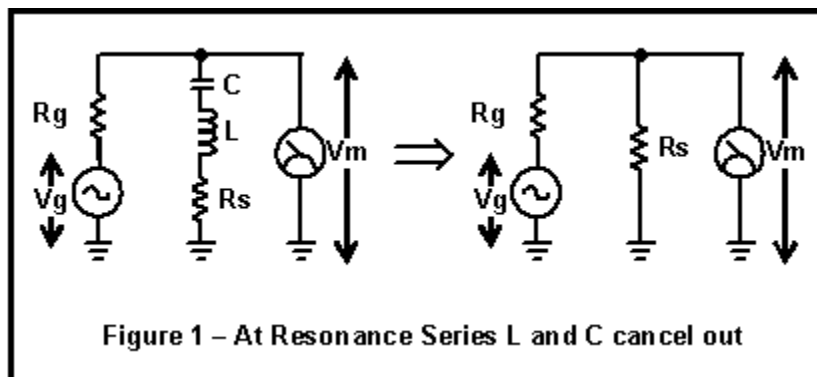 C
Rg
L
Vg
Rs
Vm
Rg
Vg
Rs
Vm
Figure 1 – At Resonance Series L and C cancel out